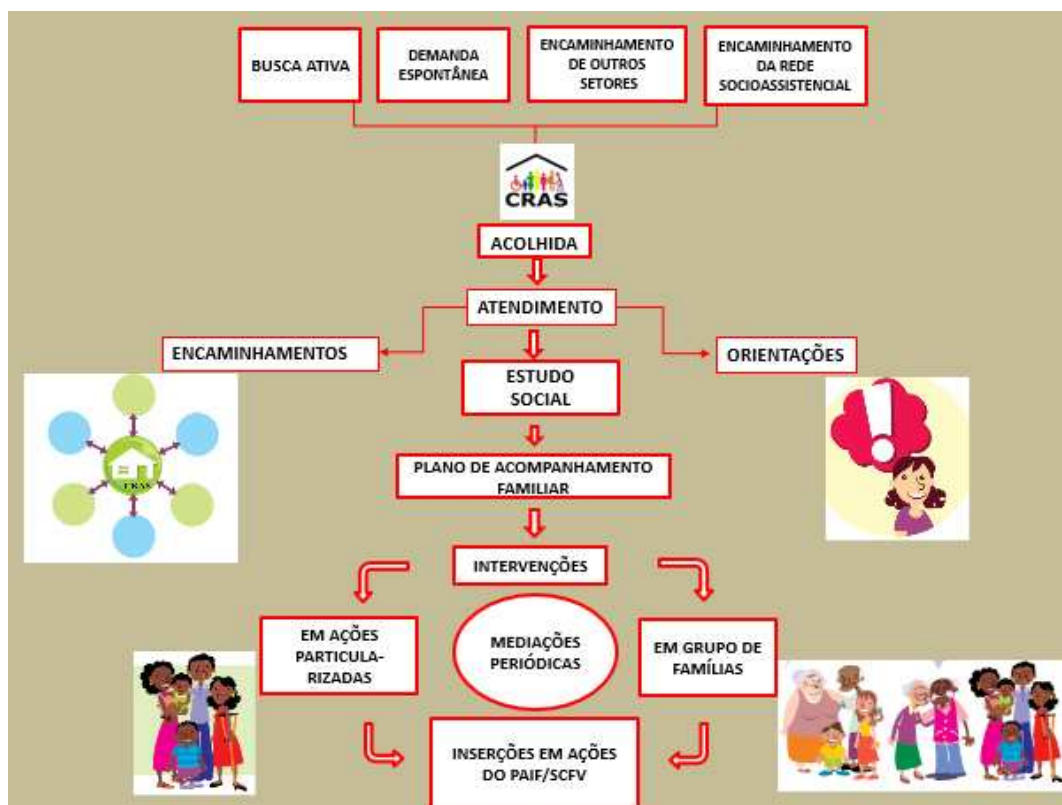 BUSCA ATIVA
DEMANDA
ESPONTÂNEA
ENCAMINHAMENTO
DE OUTROS
SETORES
ENCAMINHAMENTO
DA REDE
SOCIOASSISTENCIAL
CRAS
ACOLHIDA
ATENDIMENTO
ENCAMINHAMENTOS
ORIENTAÇÕES
ESTUDO
SOCIAL
CRAS
PLANO DE ACOMPANHAMENTO
FAMILIAR
INTERVENÇÕES
EM AÇÕES
PARTICULA-
RIZADAS
MEDIAÇÕES
PERIÓDICAS
EM GRUPO DE
FAMÍLIAS
INSERÇÕES EM AÇÕES
DO PAIF/SCFV